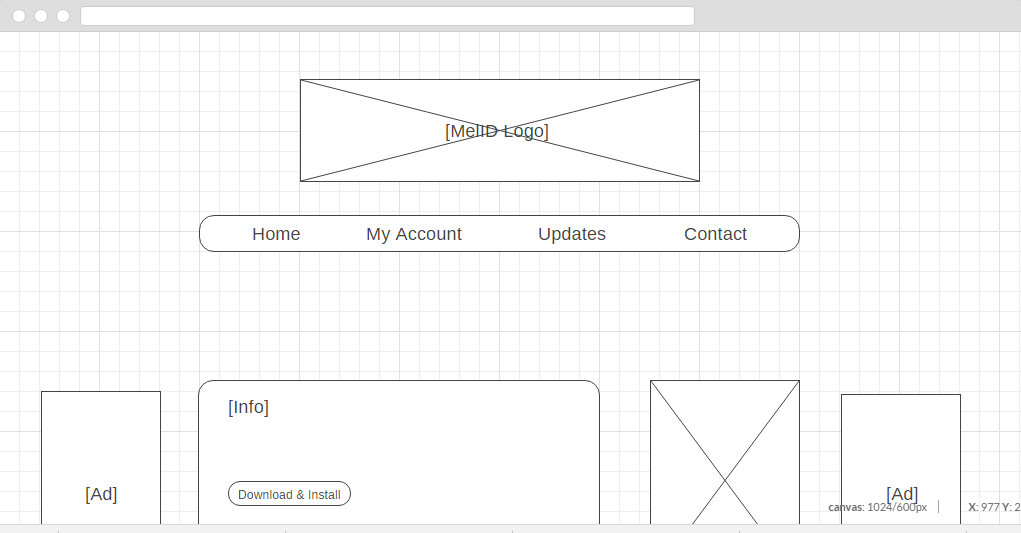 [MelID Logo]
Home My Account Updates Contact
[Info]
Download & Install
[Ad]
[Ad]
canvas: 1024/600px X: 977 Y: 2